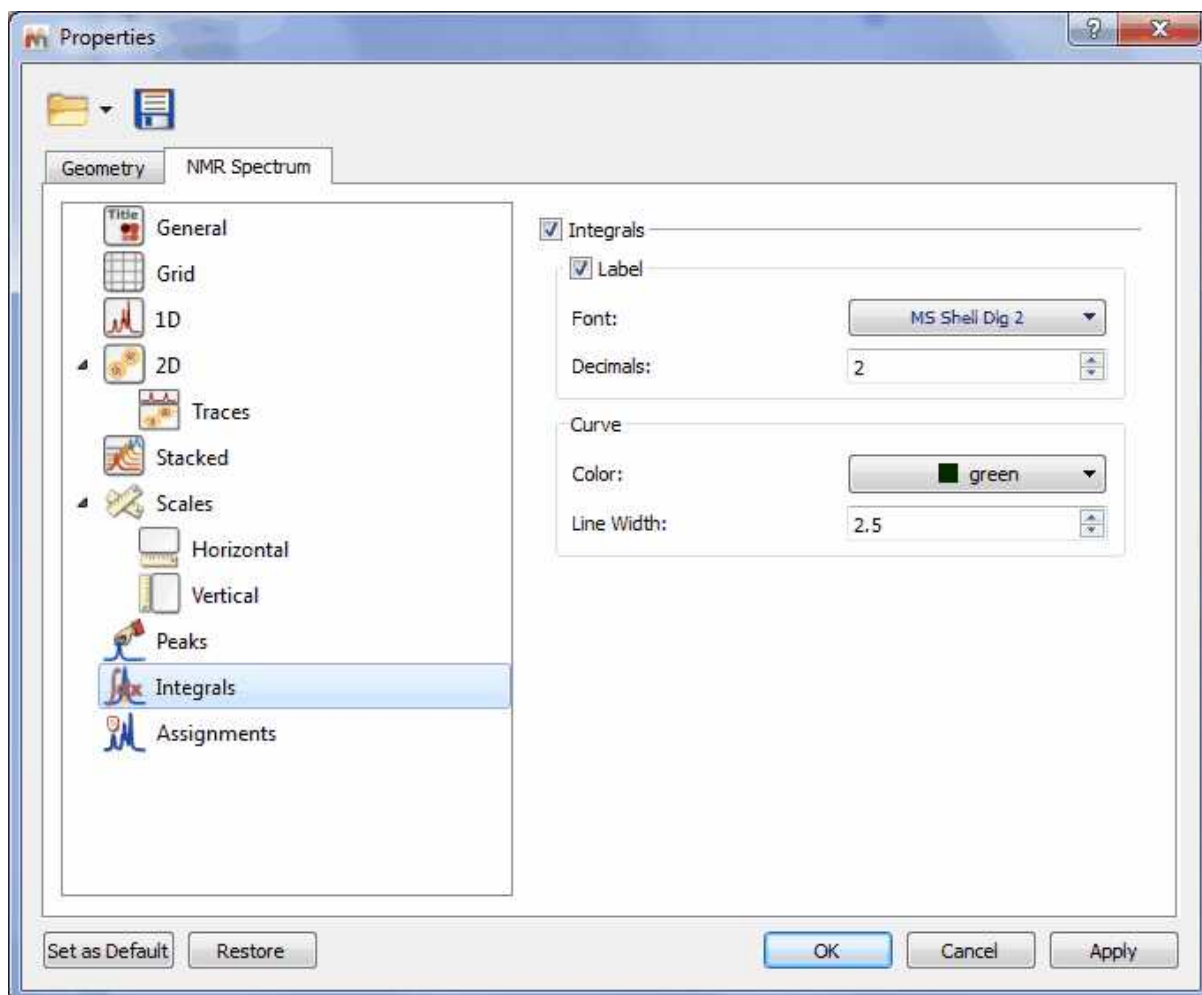 Properties
Geometry
NMR Spectrum
Title
General
Grid
1D
2D
Traces
Stacked
Scales
Horizontal
Vertical
Peaks
Integrals
Assignments
Integrals
Label
Font:
MS Shell Dlg 2
Decimals:
2
Curve
Color:
green
Line Width:
2.5
Set as Default
Restore
OK
Cancel
Apply